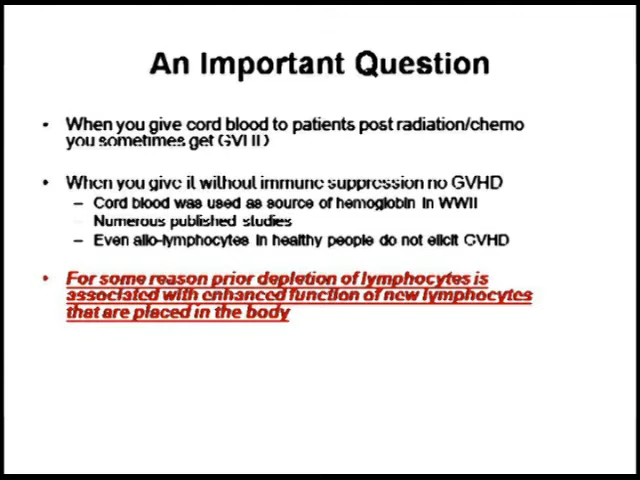 An Important Question
• When you give cord blood to patients post radiation/chemo
you sometimes get GVHD
• When you give it without immune suppression no GVHD
– Cord blood was used as source of hemoglobin in WWII
– Numerous published studies
– Even allo-lymphocytes in healthy people do not elicit GVHD
• For some reason prior depletion of lymphocytes is
associated with enhanced function of new lymphocytes
that are placed in the body